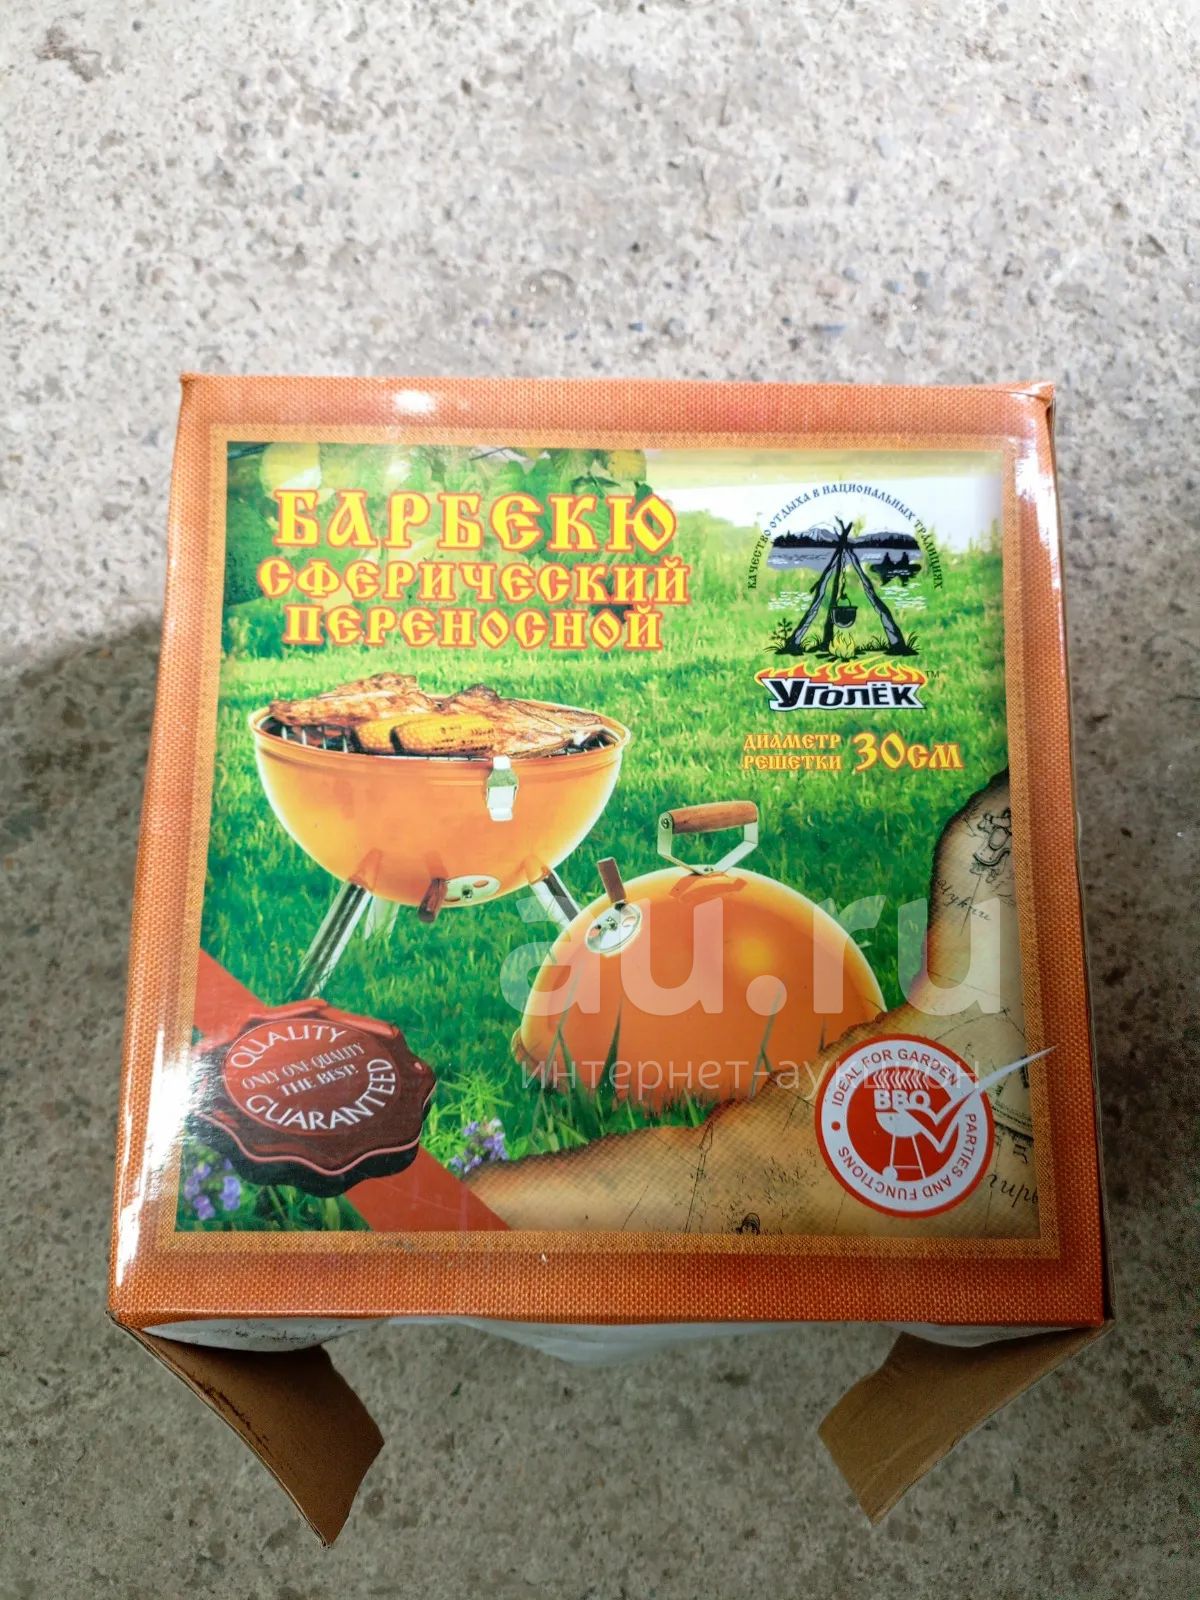 БАРБЕКЮ
СФЕРИЧЕСКИЙ
ПЕРЕНОСНОЙ
КАЧЕСТВО ОТДЫХА В НАЦИОНАЛЬНЫХ ТРАДИЦИЯХ
УГОЛЁК TM
ДИАМЕТР
РЕШЕТКИ 30СМ
au.ru
интернет-аукцион
QUALITY
ONLY ONE QUALITY
THE BEST!
GUARANTEED
IDEAL FOR GARDEN
BBQ
PARTIES AND FUNCTIONS